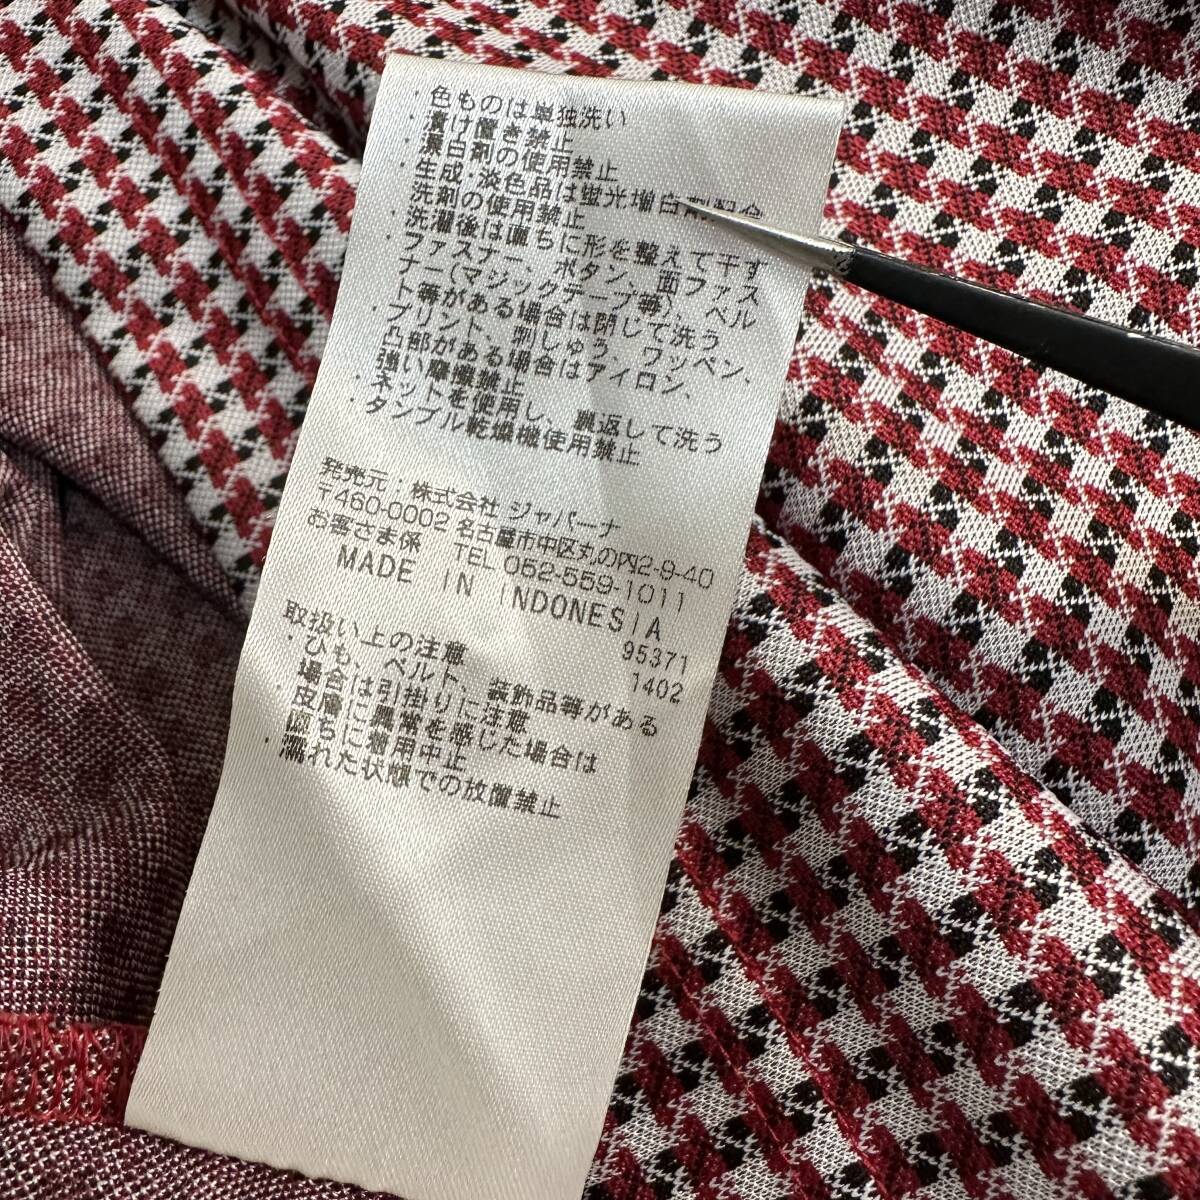 ・色ものは単独洗い
・漬け置き禁止
・漂白剤の使用禁止
・生成・淡色品は蛍光増白剤配合
洗剤の使用禁止
・洗濯後は直ちに形を整えて干す
・ファスナー、ボタン、面ファス
ナー(マジックテープ等)、ベル
ト等がある場合は閉じて洗う
・プリント、刺しゅう、ワッペン、
凸部がある場合はアイロン、
強い摩擦禁止
・ネットを使用し、裏返して洗う
・タンブル乾燥機使用禁止
発売元:株式会社 ジャパーナ
〒460-0002 名古屋市中区丸の内2-9-40
お客さま係 TEL 052-559-1011
MADE IN INDONESIA
95371
1402
取扱い上の注意
・ひも、ベルト、装飾品等がある
場合は引掛りに注意
・皮膚に異常を感じた場合は
直ちに着用中止
・濡れた状態での放置禁止